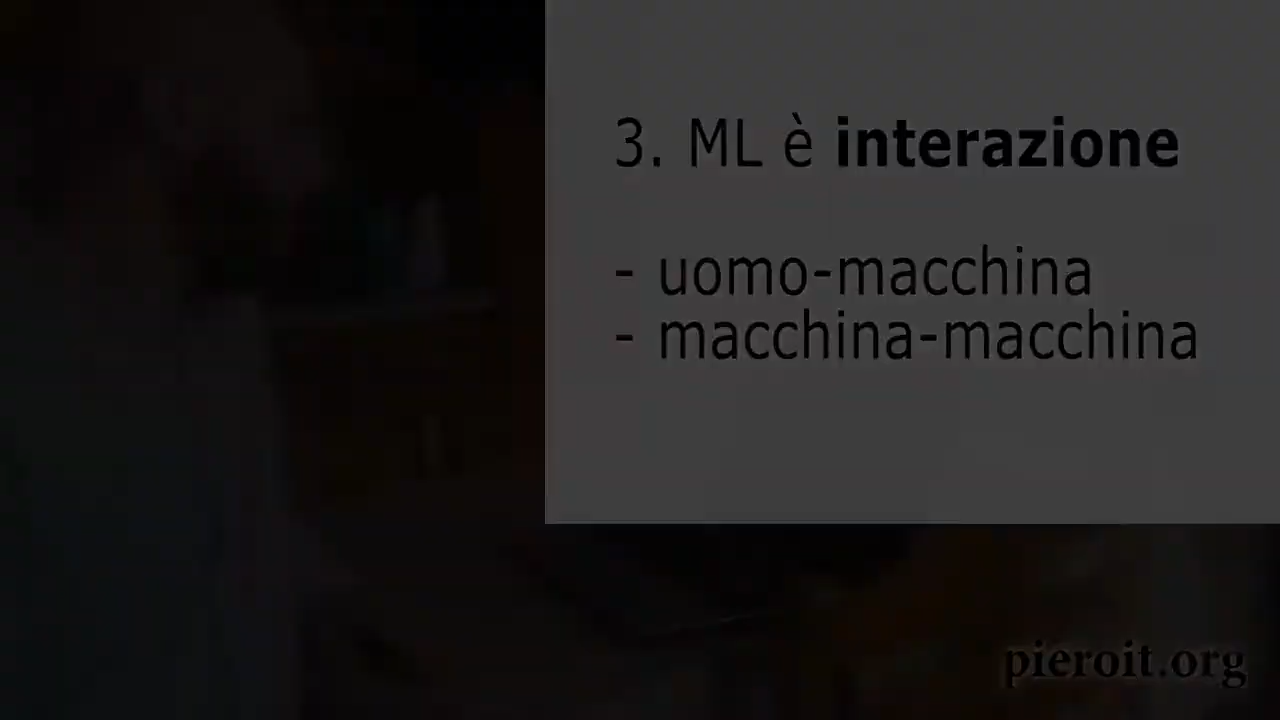 3. ML è interazione
- uomo-macchina
- macchina-macchina
pieroit.org